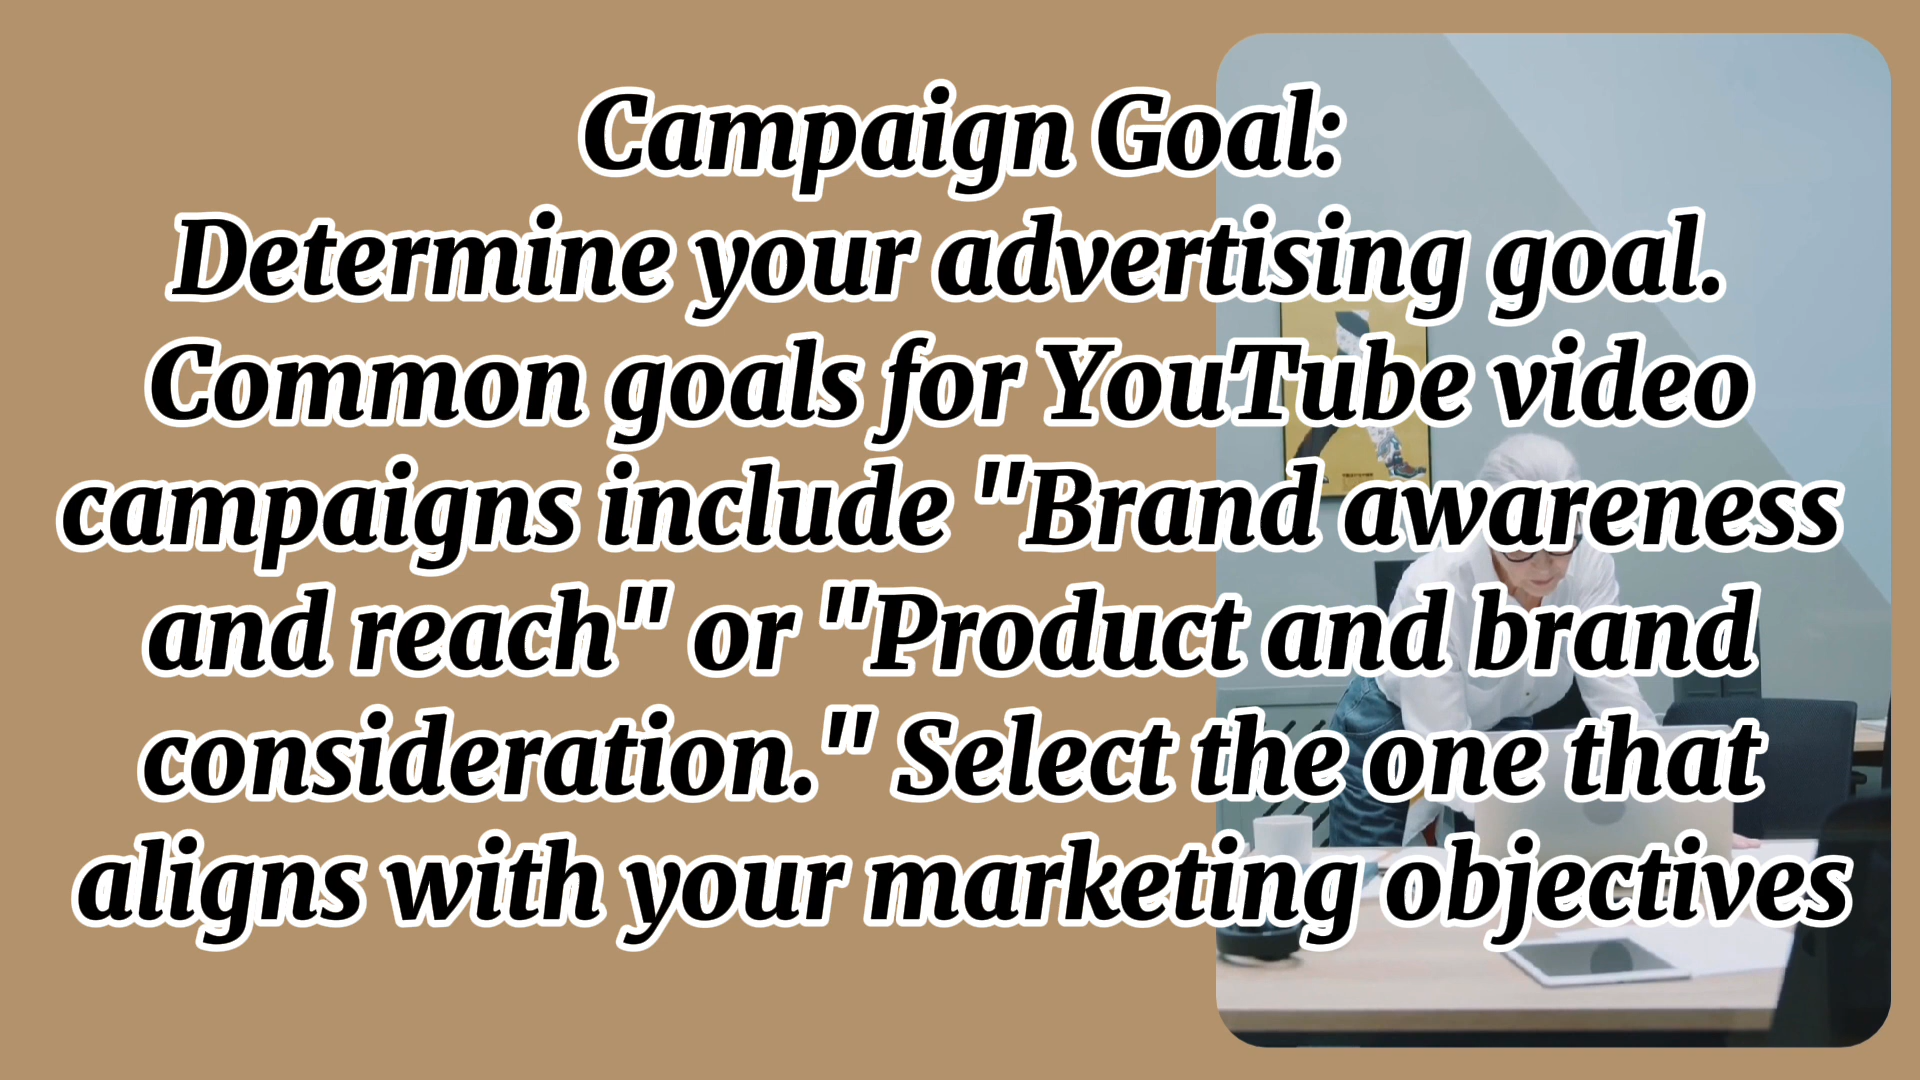 Campaign Goal:
Determine your advertising goal.
Common goals for YouTube video
campaigns include "Brand awareness
and reach" or "Product and brand
consideration." Select the one that
aligns with your marketing objectives